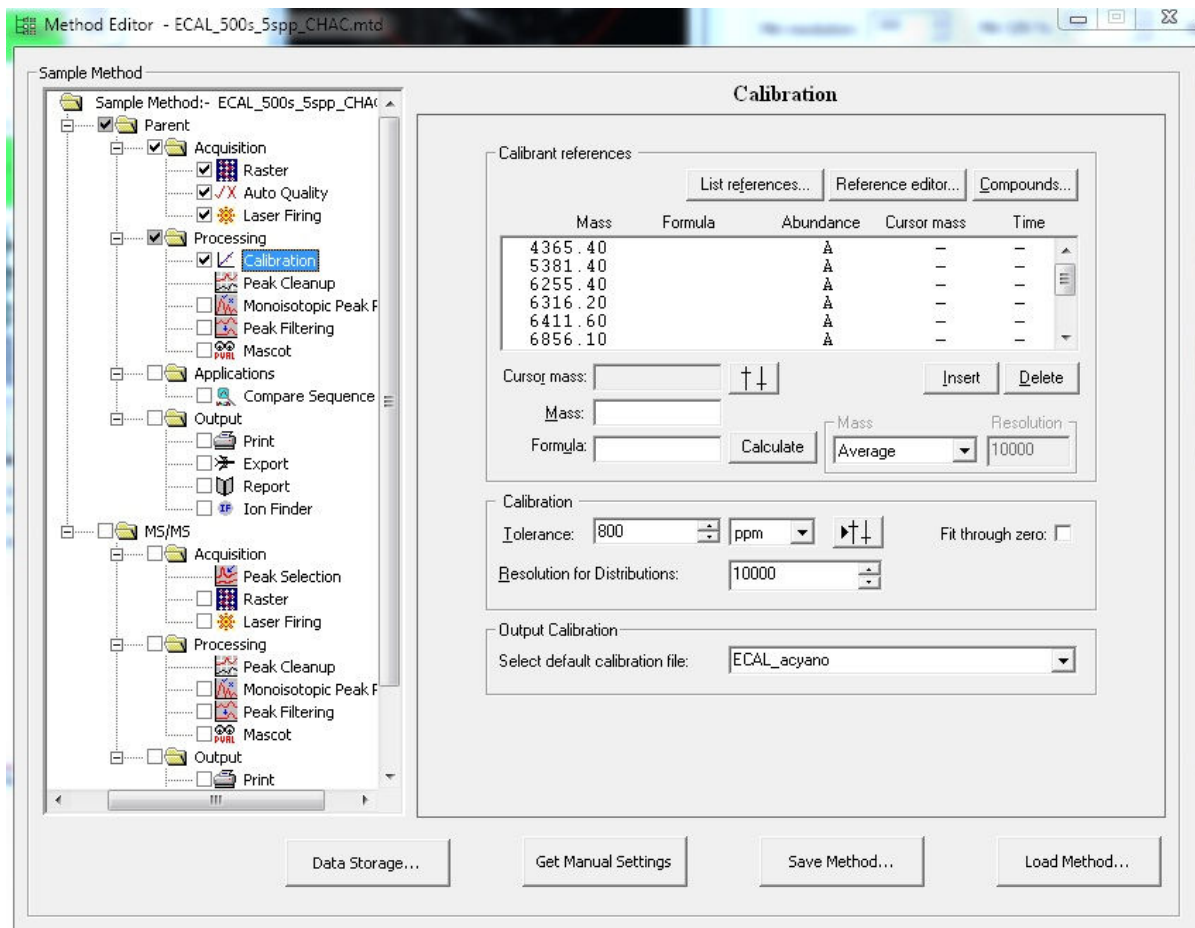 Method Editor - ECAL_500s_5spp_CHAC.mtd
Sample Method
Sample Method:- ECAL_500s_5spp_CHA
Parent
Acquisition
Raster
Auto Quality
Laser Firing
Processing
Calibration
Peak Cleanup
Monoisotopic Peak
Peak Filtering
Mascot
Applications
Compare Sequence
Output
Print
Export
Report
IF Ion Finder
MS/MS
Acquisition
Peak Selection
Raster
Laser Firing
Processing
Peak Cleanup
Monoisotopic Peak
Peak Filtering
Mascot
Output
Print
Calibration
Calibrant references
List references... Reference editor... Compounds...
Mass Formula Abundance Cursor mass Time
4365.40 A – –
5381.40 A – –
6255.40 A – –
6316.20 A – –
6411.60 A – –
6856.10 A – –
Cursor mass: Insert Delete
Mass:
Formula: Calculate
Mass Resolution
Average 10000
Calibration
Tolerance: 800 ppm Fit through zero:
Resolution for Distributions: 10000
Output Calibration
Select default calibration file: ECAL_acyano
Data Storage... Get Manual Settings Save Method... Load Method...